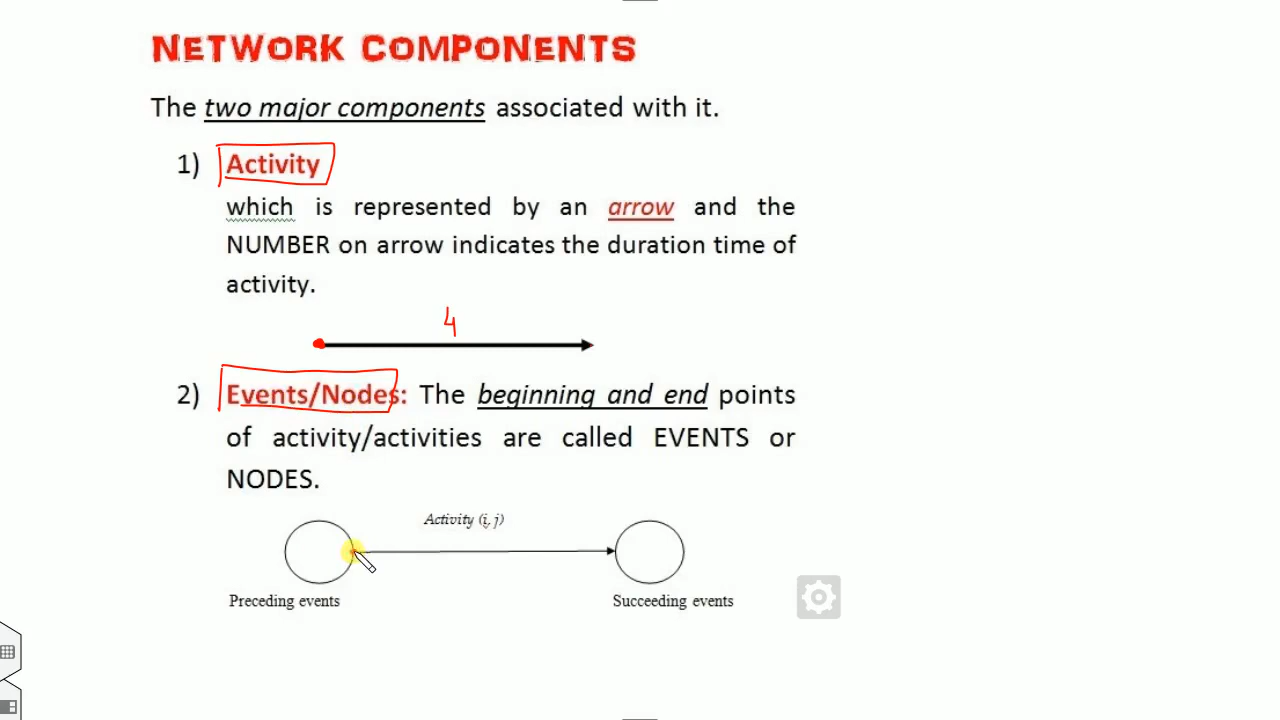 NETWORK COMPONENTS
The two major components associated with it.
1) Activity
which is represented by an arrow and the
NUMBER on arrow indicates the duration time of
activity.
4
2) Events/Nodes: The beginning and end points
of activity/activities are called EVENTS or
NODES.
Activity (i, j)
Preceding events
Succeeding events